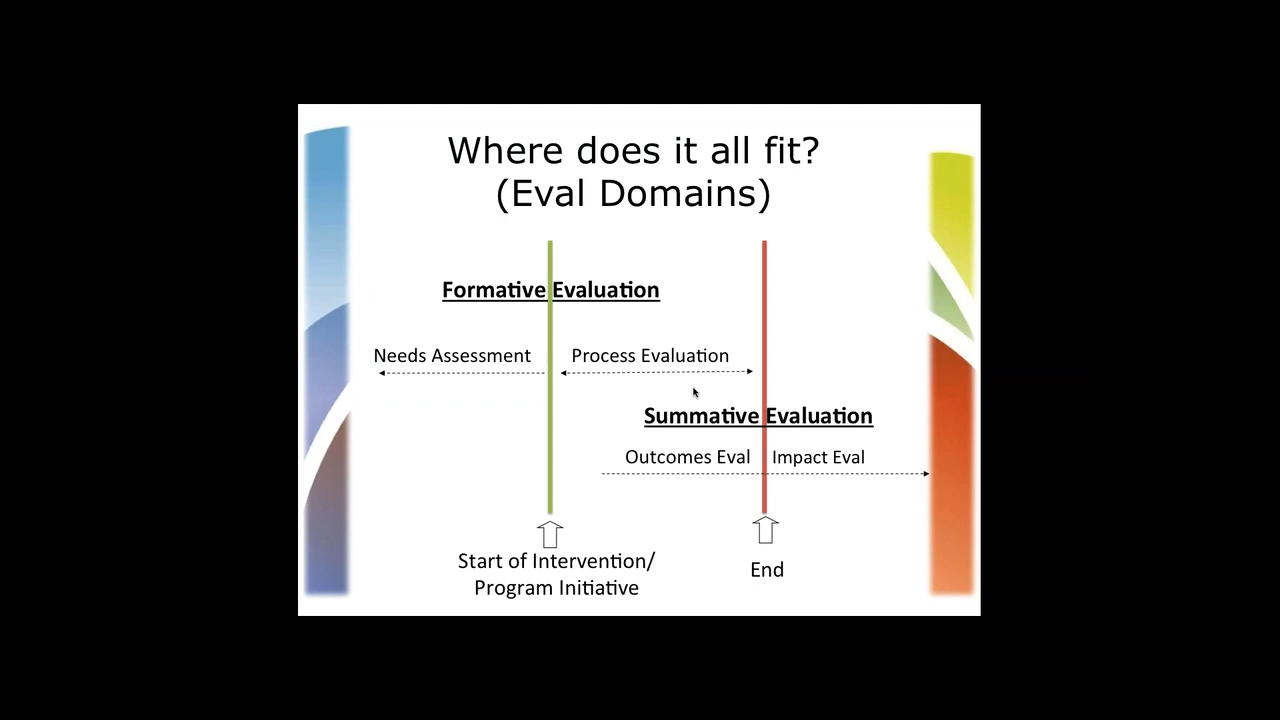 Where does it all fit?
(Eval Domains)
Formative Evaluation
Needs Assessment
Process Evaluation
Summative Evaluation
Outcomes Eval
Impact Eval
Start of Intervention/
Program Initiative
End